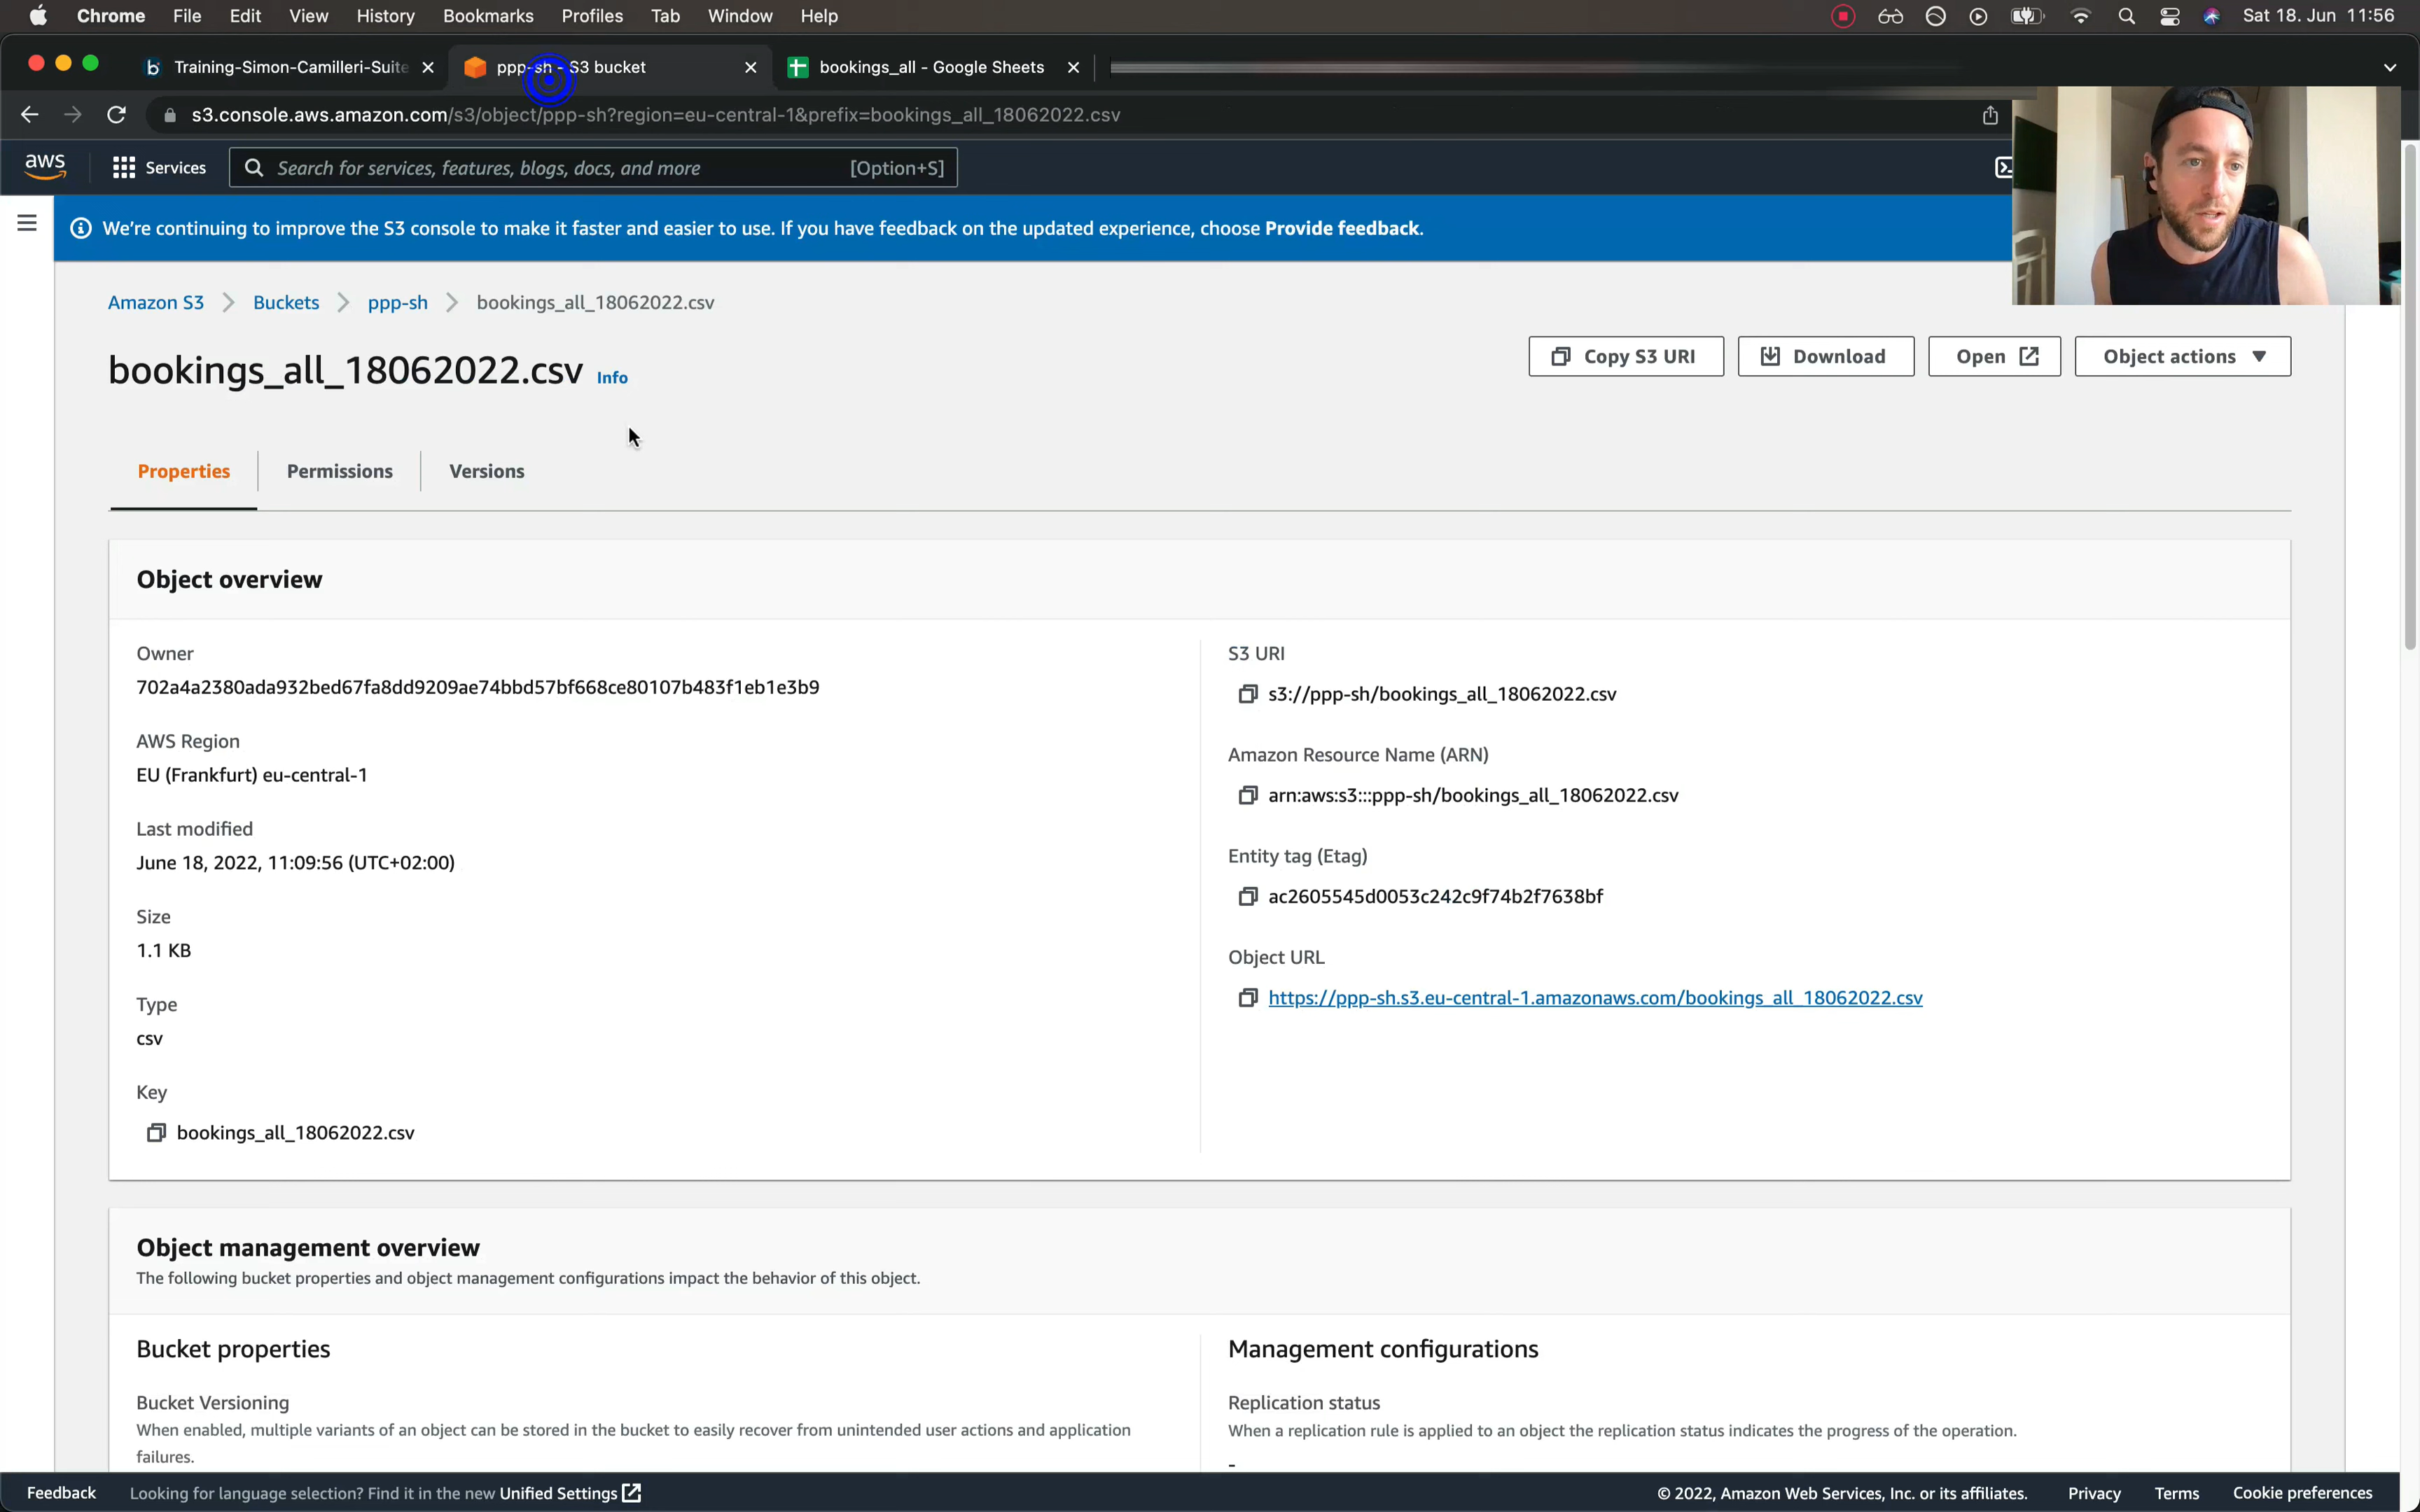 Chrome File Edit View History Bookmarks Profiles Tab Window Help Sat 18. Jun 11:56
Training-Simon-Camilleri-Suite ppp-sh - S3 bucket bookings_all - Google Sheets
s3.console.aws.amazon.com/s3/object/ppp-sh?region=eu-central-1&prefix=bookings_all_18062022.csv
aws Services Search for services, features, blogs, docs, and more [Option+S]
We're continuing to improve the S3 console to make it faster and easier to use. If you have feedback on the updated experience, choose Provide feedback.
Amazon S3 Buckets ppp-sh bookings_all_18062022.csv
bookings_all_18062022.csv Info
Copy S3 URI Download Open Object actions
Properties Permissions Versions
Object overview
Owner
702a4a2380ada932bed67fa8dd9209ae74bbd57bf668ce80107b483f1eb1e3b9
AWS Region
EU (Frankfurt) eu-central-1
Last modified
June 18, 2022, 11:09:56 (UTC+02:00)
Size
1.1 KB
Type
csv
Key
bookings_all_18062022.csv
S3 URI
s3://ppp-sh/bookings_all_18062022.csv
Amazon Resource Name (ARN)
arn:aws:s3:::ppp-sh/bookings_all_18062022.csv
Entity tag (Etag)
ac2605545d0053c242c9f74b2f7638bf
Object URL
https://ppp-sh.s3.eu-central-1.amazonaws.com/bookings_all_18062022.csv
Object management overview
The following bucket properties and object management configurations impact the behavior of this object.
Bucket properties
Bucket Versioning
When enabled, multiple variants of an object can be stored in the bucket to easily recover from unintended user actions and application
failures.
Management configurations
Replication status
When a replication rule is applied to an object the replication status indicates the progress of the operation.
-
Feedback Looking for language selection? Find it in the new Unified Settings © 2022, Amazon Web Services, Inc. or its affiliates. Privacy Terms Cookie preferences